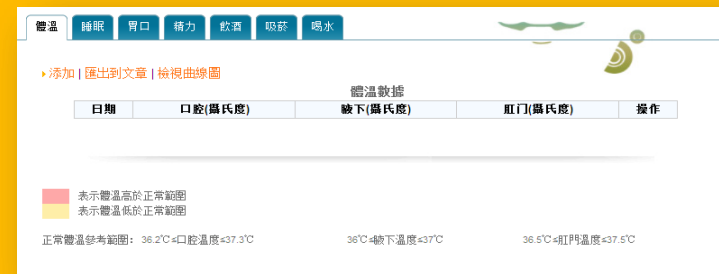 體溫 睡眠 胃口 精力 飲酒 吸菸 喝水
添加 | 匯出到文章 | 檢視曲線圖
體溫數據
日期 口腔(攝氏度) 腋下(攝氏度) 肛门(攝氏度) 操作
表示體溫高於正常範圍
表示體溫低於正常範圍
正常體溫參考範圍： 36.2℃≤口腔溫度≤37.3℃ 36℃≤腋下溫度≤37℃ 36.5℃≤肛門溫度≤37.5℃